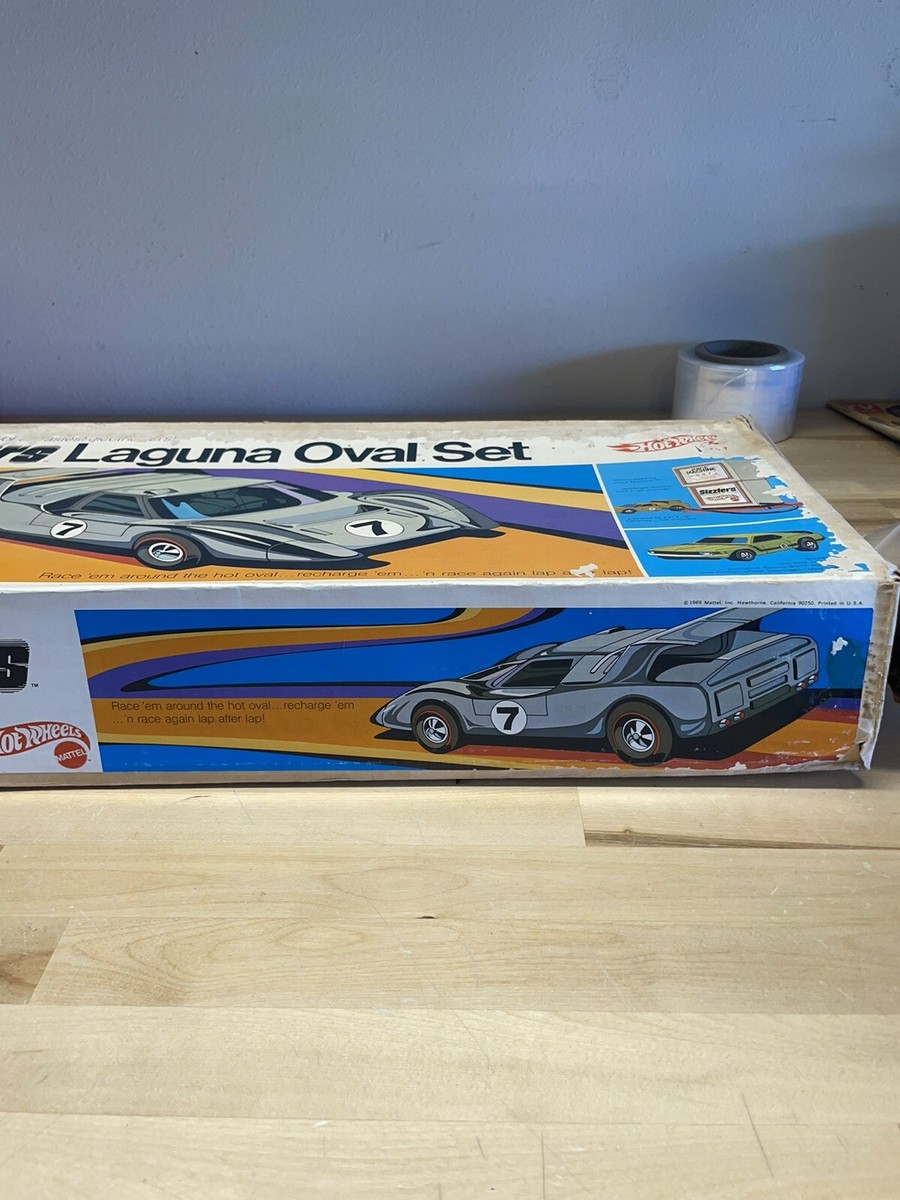 rs Laguna Oval Set
Hot Wheels
Sizzlers
7
7
Race 'em around the hot oval...recharge 'em...'n race again lap a lap!
©1969 Mattel, Inc. Hawthorne, California 90250. Printed in U.S.A.
s™
Race 'em around the hot oval...recharge 'em
...'n race again lap after lap!
7
Hot Wheels
MATTEL